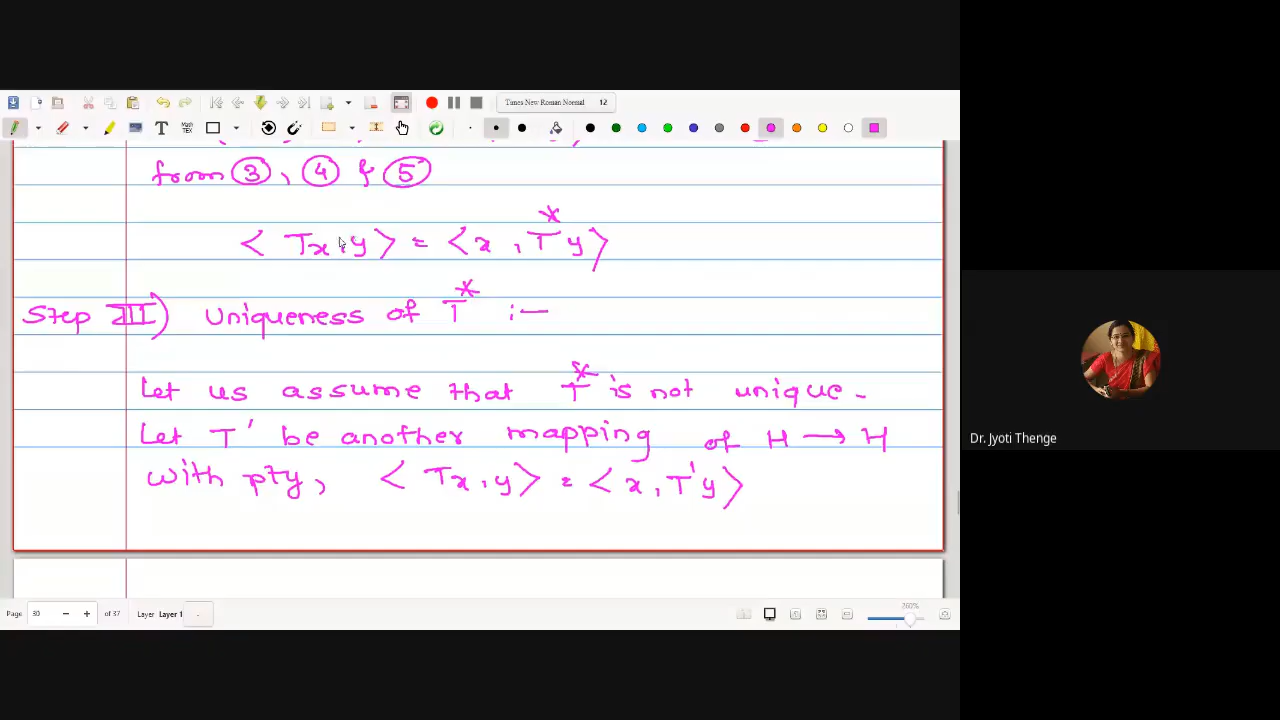 Times New Roman Normal 12
from ③, ④ & ⑤
< Tx, y > = < x, T* y >
Step III) Uniqueness of T* :—
Let us assume that T* is not unique.
Let T' be another mapping of H → H
with pty, < Tx, y > = < x, T'y >
Dr. Jyoti Thenge
Page 30 - + of 37 Layer Layer 1 260%